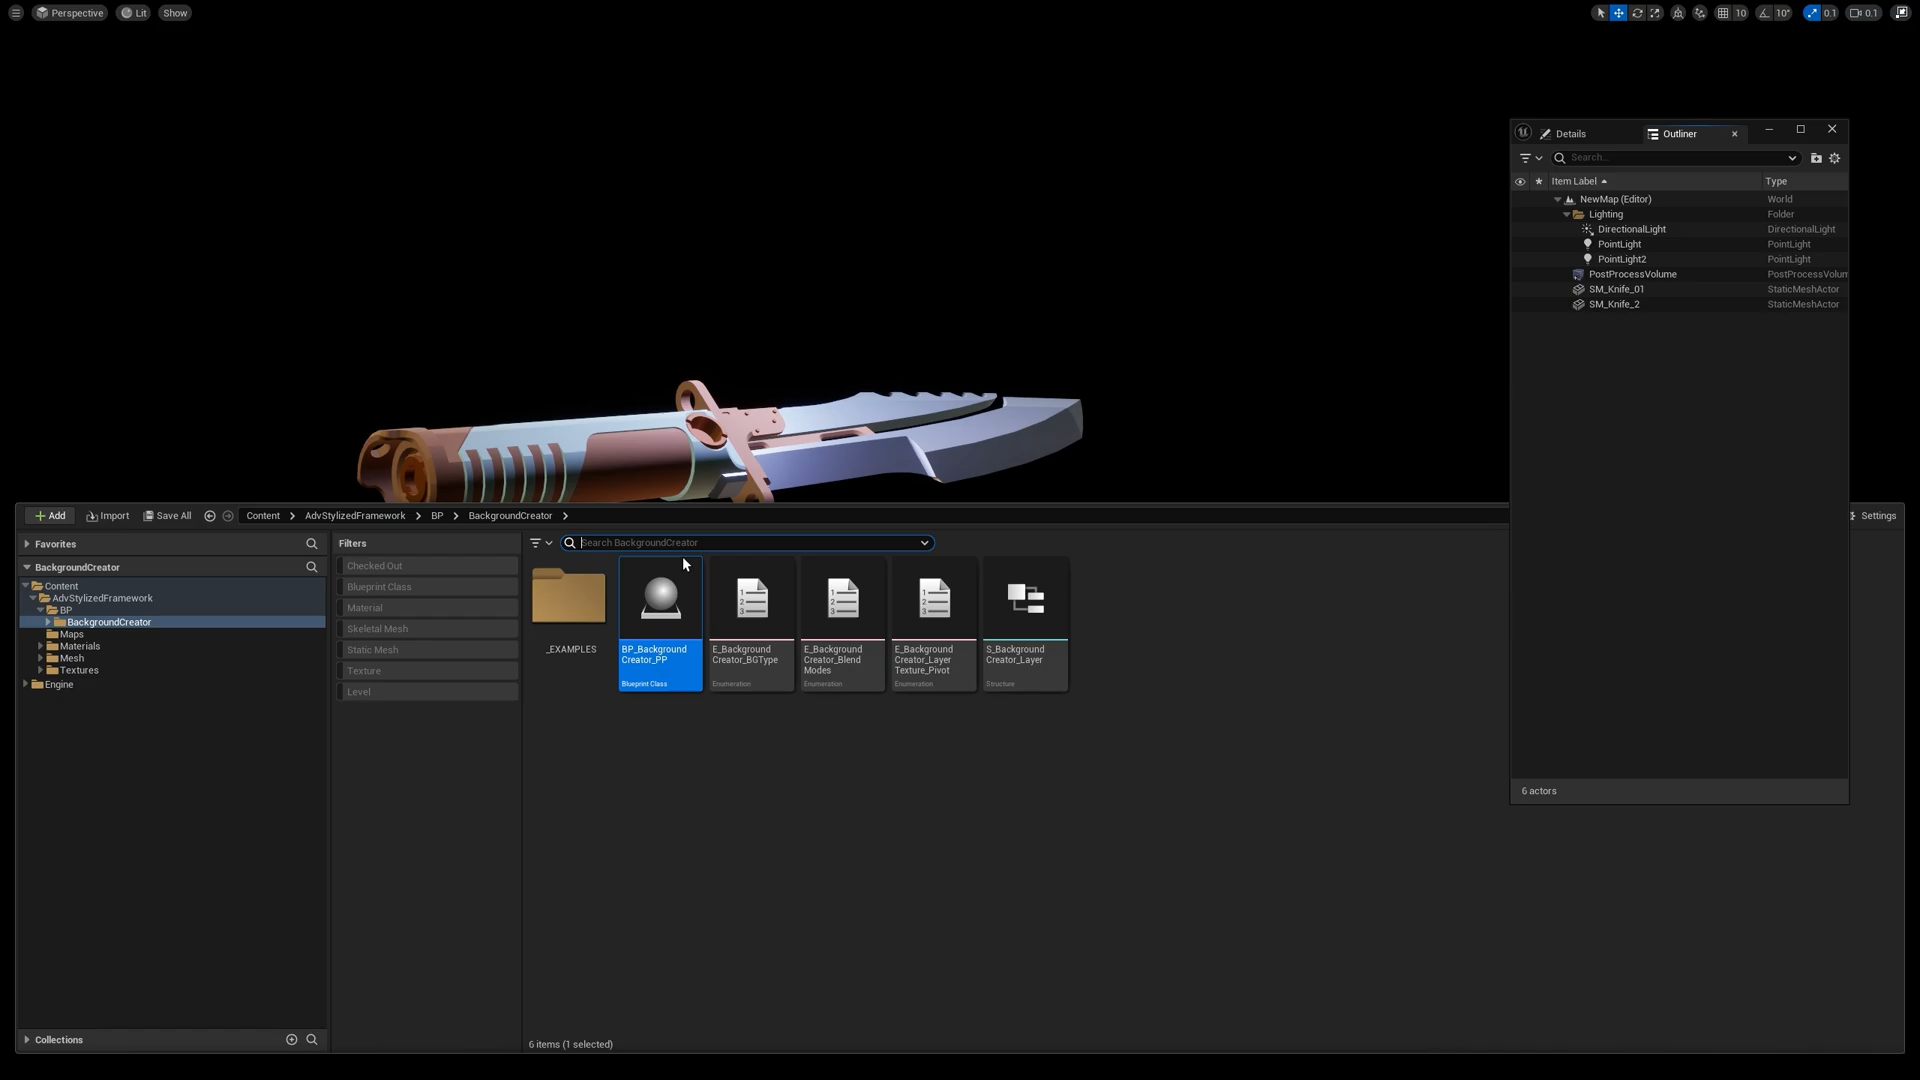 Perspective Lit Show 10 10° 0.1 0.1
Details Outliner
Search...
Item Label Type
NewMap (Editor) World
Lighting Folder
DirectionalLight DirectionalLight
PointLight PointLight
PointLight2 PointLight
PostProcessVolume PostProcessVolum
SM_Knife_01 StaticMeshActor
SM_Knife_2 StaticMeshActor
6 actors
Add Import Save All Content AdvStylizedFramework BP BackgroundCreator Settings
Favorites
BackgroundCreator
Content
AdvStylizedFramework
BP
BackgroundCreator
Maps
Materials
Mesh
Textures
Engine
Collections
Filters
Checked Out
Blueprint Class
Material
Skeletal Mesh
Static Mesh
Texture
Level
Search BackgroundCreator
_EXAMPLES
BP_Background
Creator_PP
Blueprint Class
E_Background
Creator_BGType
Enumeration
E_Background
Creator_Blend
Modes
Enumeration
E_Background
Creator_Layer
Texture_Pivot
Enumeration
S_Background
Creator_Layer
Structure
6 items (1 selected)